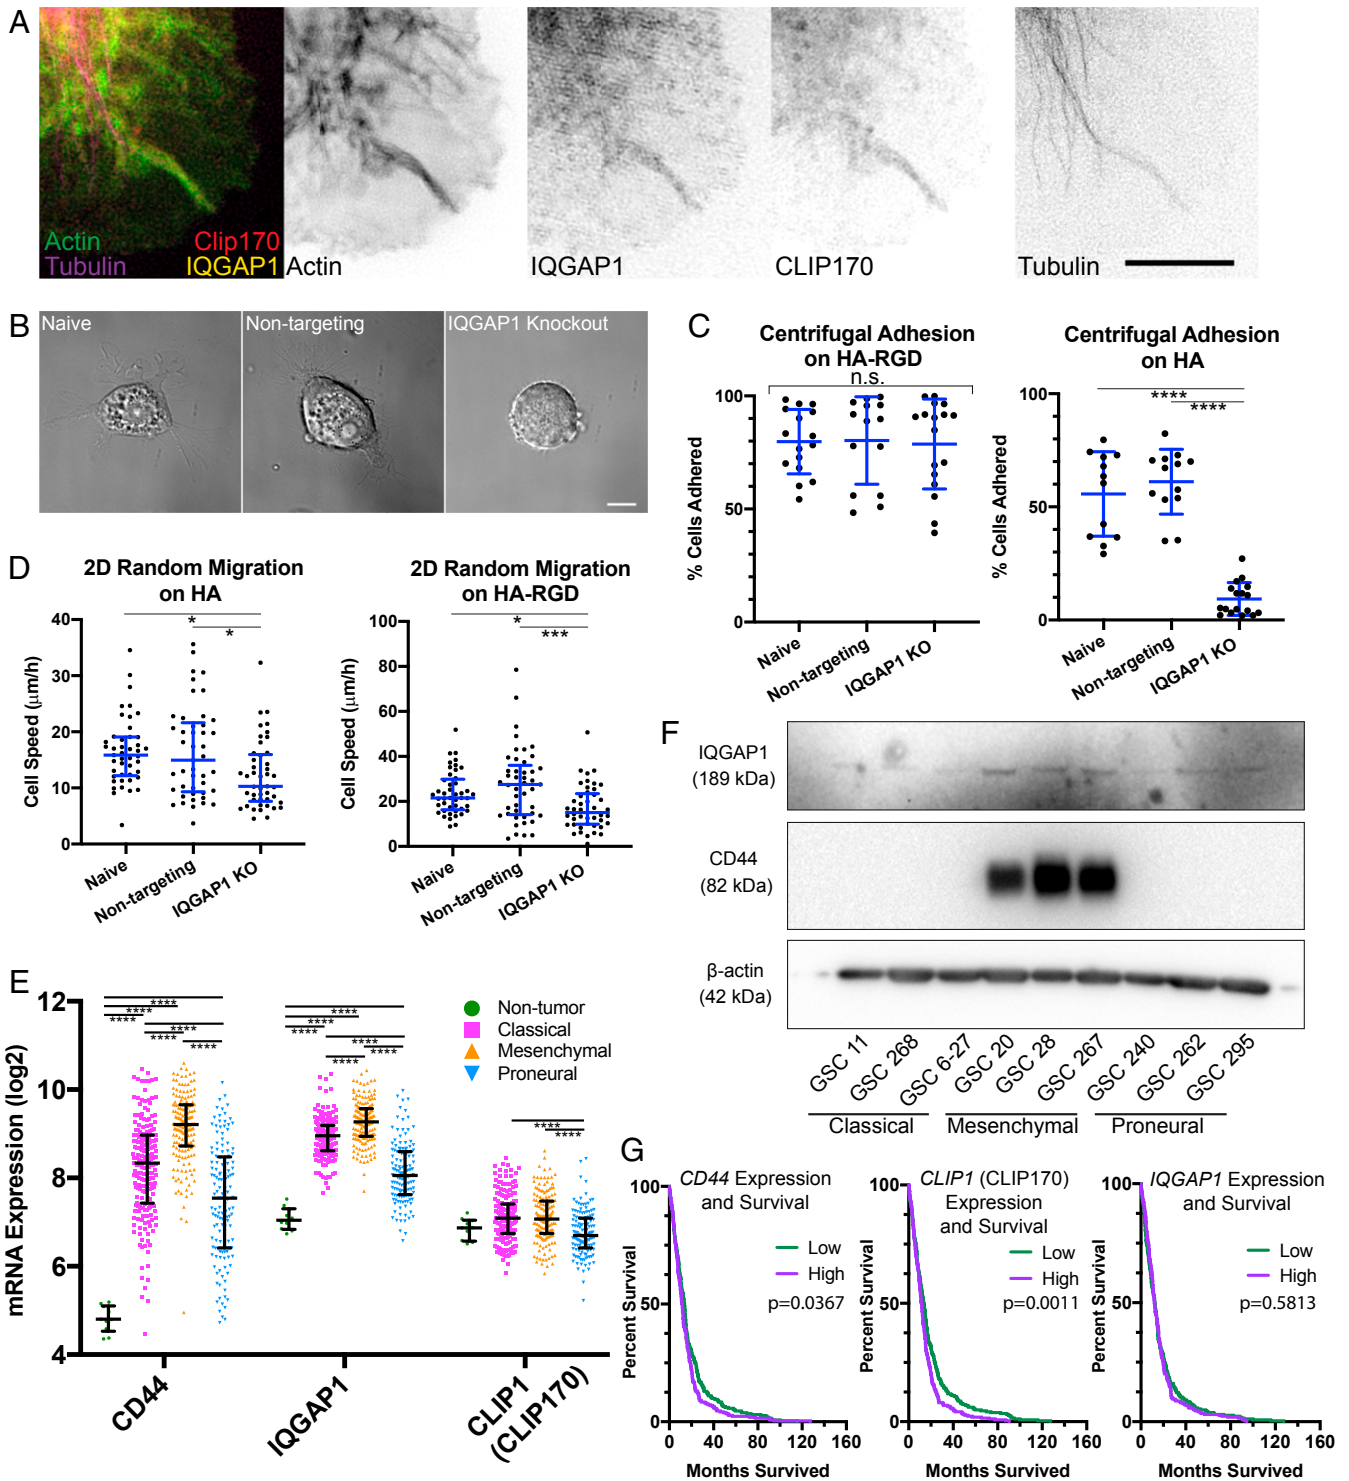 A
Actin
Clip170
Tubulin
IQGAP1
Actin
IQGAP1
CLIP170
Tubulin
B
Naive
Non-targeting
IQGAP1 Knockout
C
Centrifugal Adhesion
on HA-RGD
n.s.
% Cells Adhered
100
50
0
Naive
Non-targeting
IQGAP1 KO
Centrifugal Adhesion
on HA
****
****
% Cells Adhered
100
50
0
Naive
Non-targeting
IQGAP1 KO
D
2D Random Migration
on HA
*
*
Cell Speed (μm/h)
40
30
20
10
0
Naive
Non-targeting
IQGAP1 KO
2D Random Migration
on HA-RGD
*
***
Cell Speed (μm/h)
100
80
60
40
20
0
Naive
Non-targeting
IQGAP1 KO
E
mRNA Expression (log2)
12
10
8
6
4
****
****
****
****
****
****
****
****
****
****
****
****
****
****
Non-tumor
Classical
Mesenchymal
Proneural
CD44
IQGAP1
CLIP1
(CLIP170)
F
IQGAP1
(189 kDa)
CD44
(82 kDa)
β-actin
(42 kDa)
GSC 11
GSC 268
GSC 6-27
GSC 20
GSC 28
GSC 267
GSC 240
GSC 262
GSC 295
Classical
Mesenchymal
Proneural
G
CD44 Expression
and Survival
Low
High
p=0.0367
Percent Survival
100
50
0
0 40 80 120 160
Months Survived
CLIP1 (CLIP170)
Expression
and Survival
Low
High
p=0.0011
Percent Survival
100
50
0
0 40 80 120 160
Months Survived
IQGAP1 Expression
and Survival
Low
High
p=0.5813
Percent Survival
100
50
0
0 40 80 120 160
Months Survived